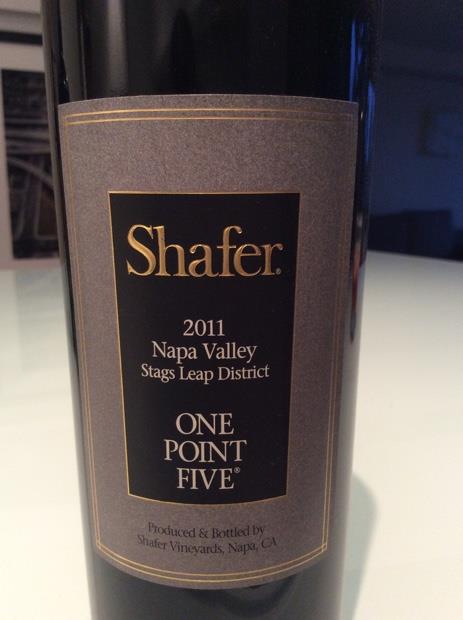 Shafer.
2011
Napa Valley
Stags Leap District
ONE
POINT
FIVE®
Produced & Bottled by
Shafer Vineyards, Napa, CA